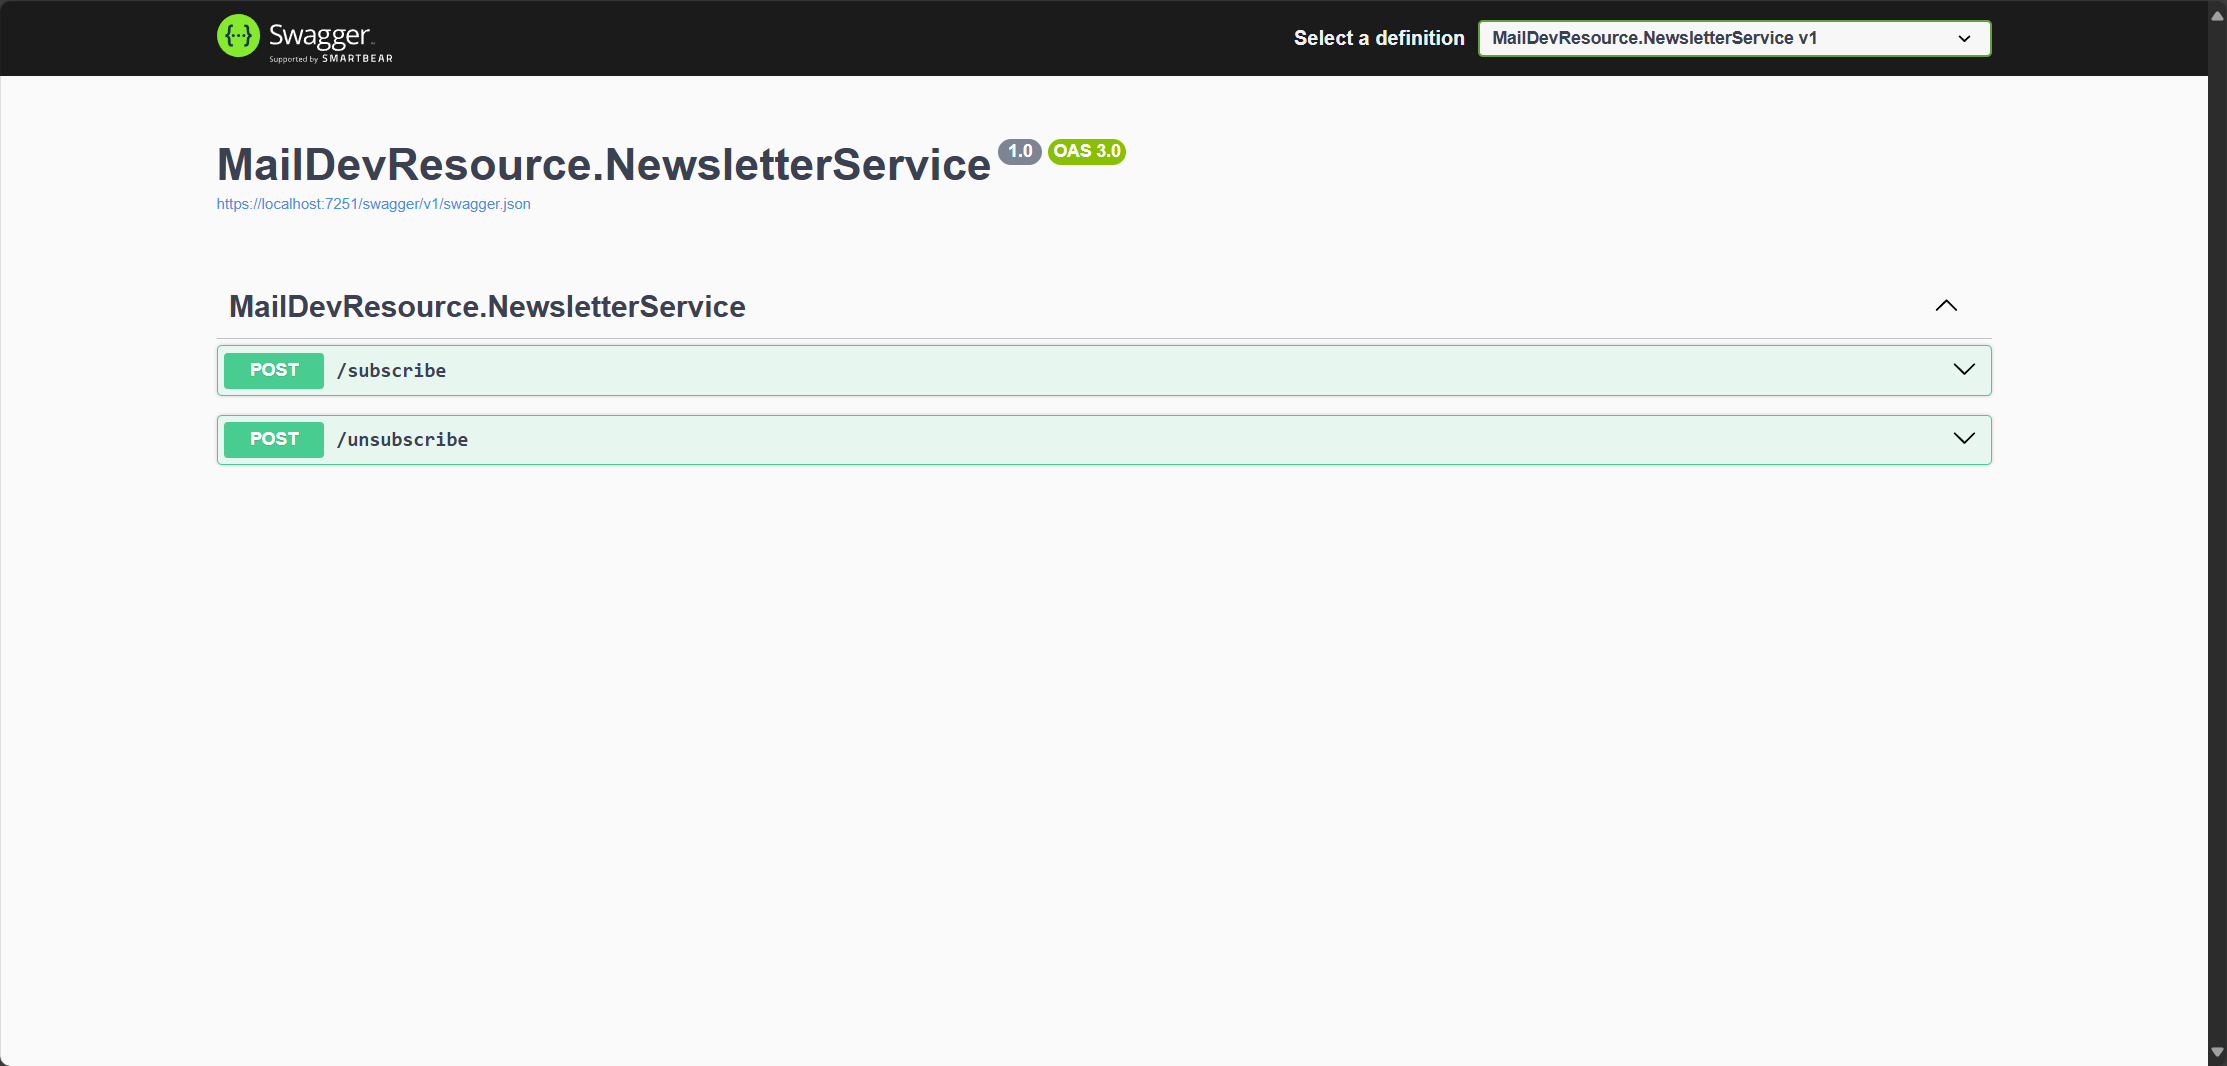 Swagger
Supported by SMARTBEAR
Select a definition
MailDevResource.NewsletterService v1
MailDevResource.NewsletterService 1.0 OAS 3.0
https://localhost:7251/swagger/v1/swagger.json
MailDevResource.NewsletterService
POST /subscribe
POST /unsubscribe